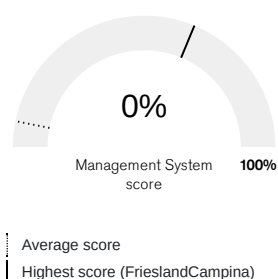 0%
Management System 100%
score
Average score
Highest score (FrieslandCampina)